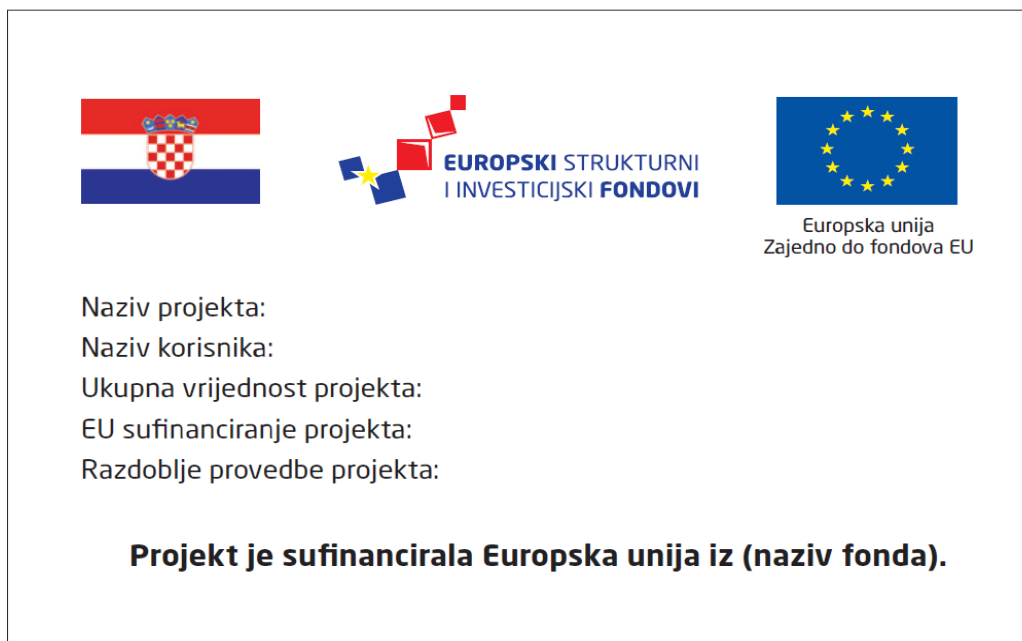 EUROPSKI STRUKTURNI
I INVESTICIJSKI FONDOVI
Europska unija
Zajedno do fondova EU
Naziv projekta:
Naziv korisnika:
Ukupna vrijednost projekta:
EU sufinanciranje projekta:
Razdoblje provedbe projekta:
Projekt je sufinancirala Europska unija iz (naziv fonda).